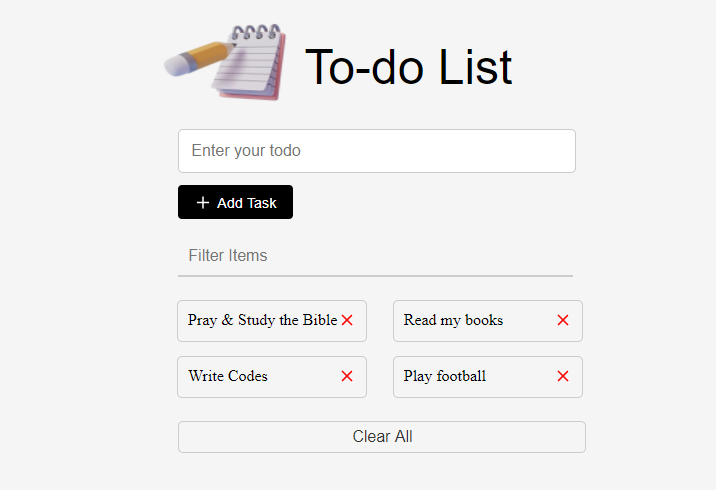 To-do List
Enter your todo
Add Task
Filter Items
Pray & Study the Bible
Read my books
Write Codes
Play football
Clear All